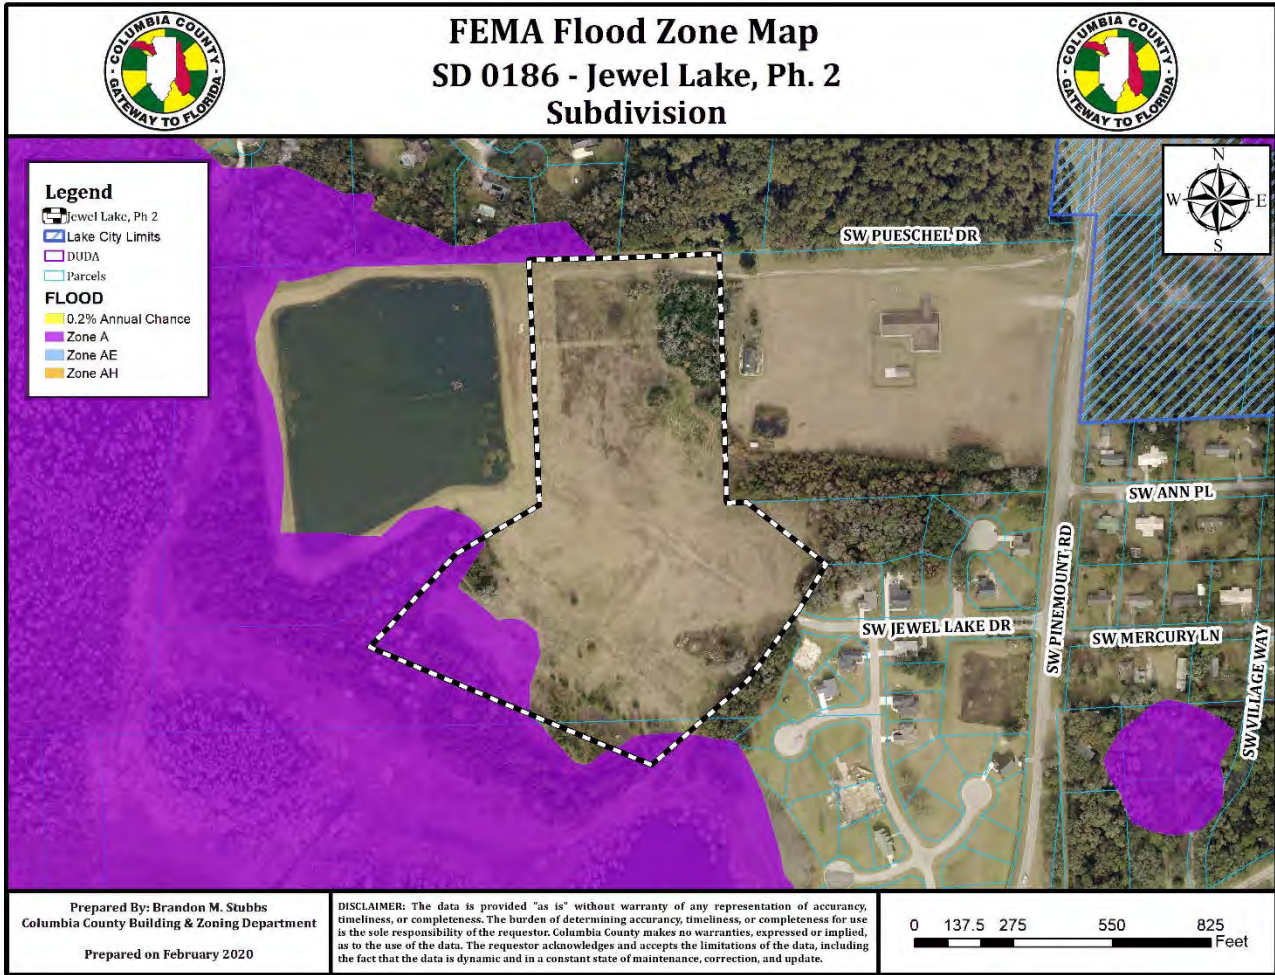 FEMA Flood Zone Map
SD 0186 - Jewel Lake, Ph. 2
Subdivision
COLUMBIA COUNTY
GATEWAY TO FLORIDA
COLUMBIA COUNTY
GATEWAY TO FLORIDA
Legend
Jewel Lake, Ph 2
Lake City Limits
DUDA
Parcels
FLOOD
0.2% Annual Chance
Zone A
Zone AE
Zone AH
N
W
E
S
SW PUESCHEL DR
SW ANN PL
SW PINEMOUNT RD
SW JEWEL LAKE DR
SW MERCURY LN
SW VILLAGE WAY
Prepared By: Brandon M. Stubbs
Columbia County Building & Zoning Department
Prepared on February 2020
DISCLAIMER: The data is provided "as is" without warranty of any representation of accuracy,
timeliness, or completeness. The burden of determining accuracy, timeliness, or completeness for use
is the sole responsibility of the requestor. Columbia County makes no warranties, expressed or implied,
as to the use of the data. The requestor acknowledges and accepts the limitations of the data, including
the fact that the data is dynamic and in a constant state of maintenance, correction, and update.
0 137.5 275 550 825
Feet